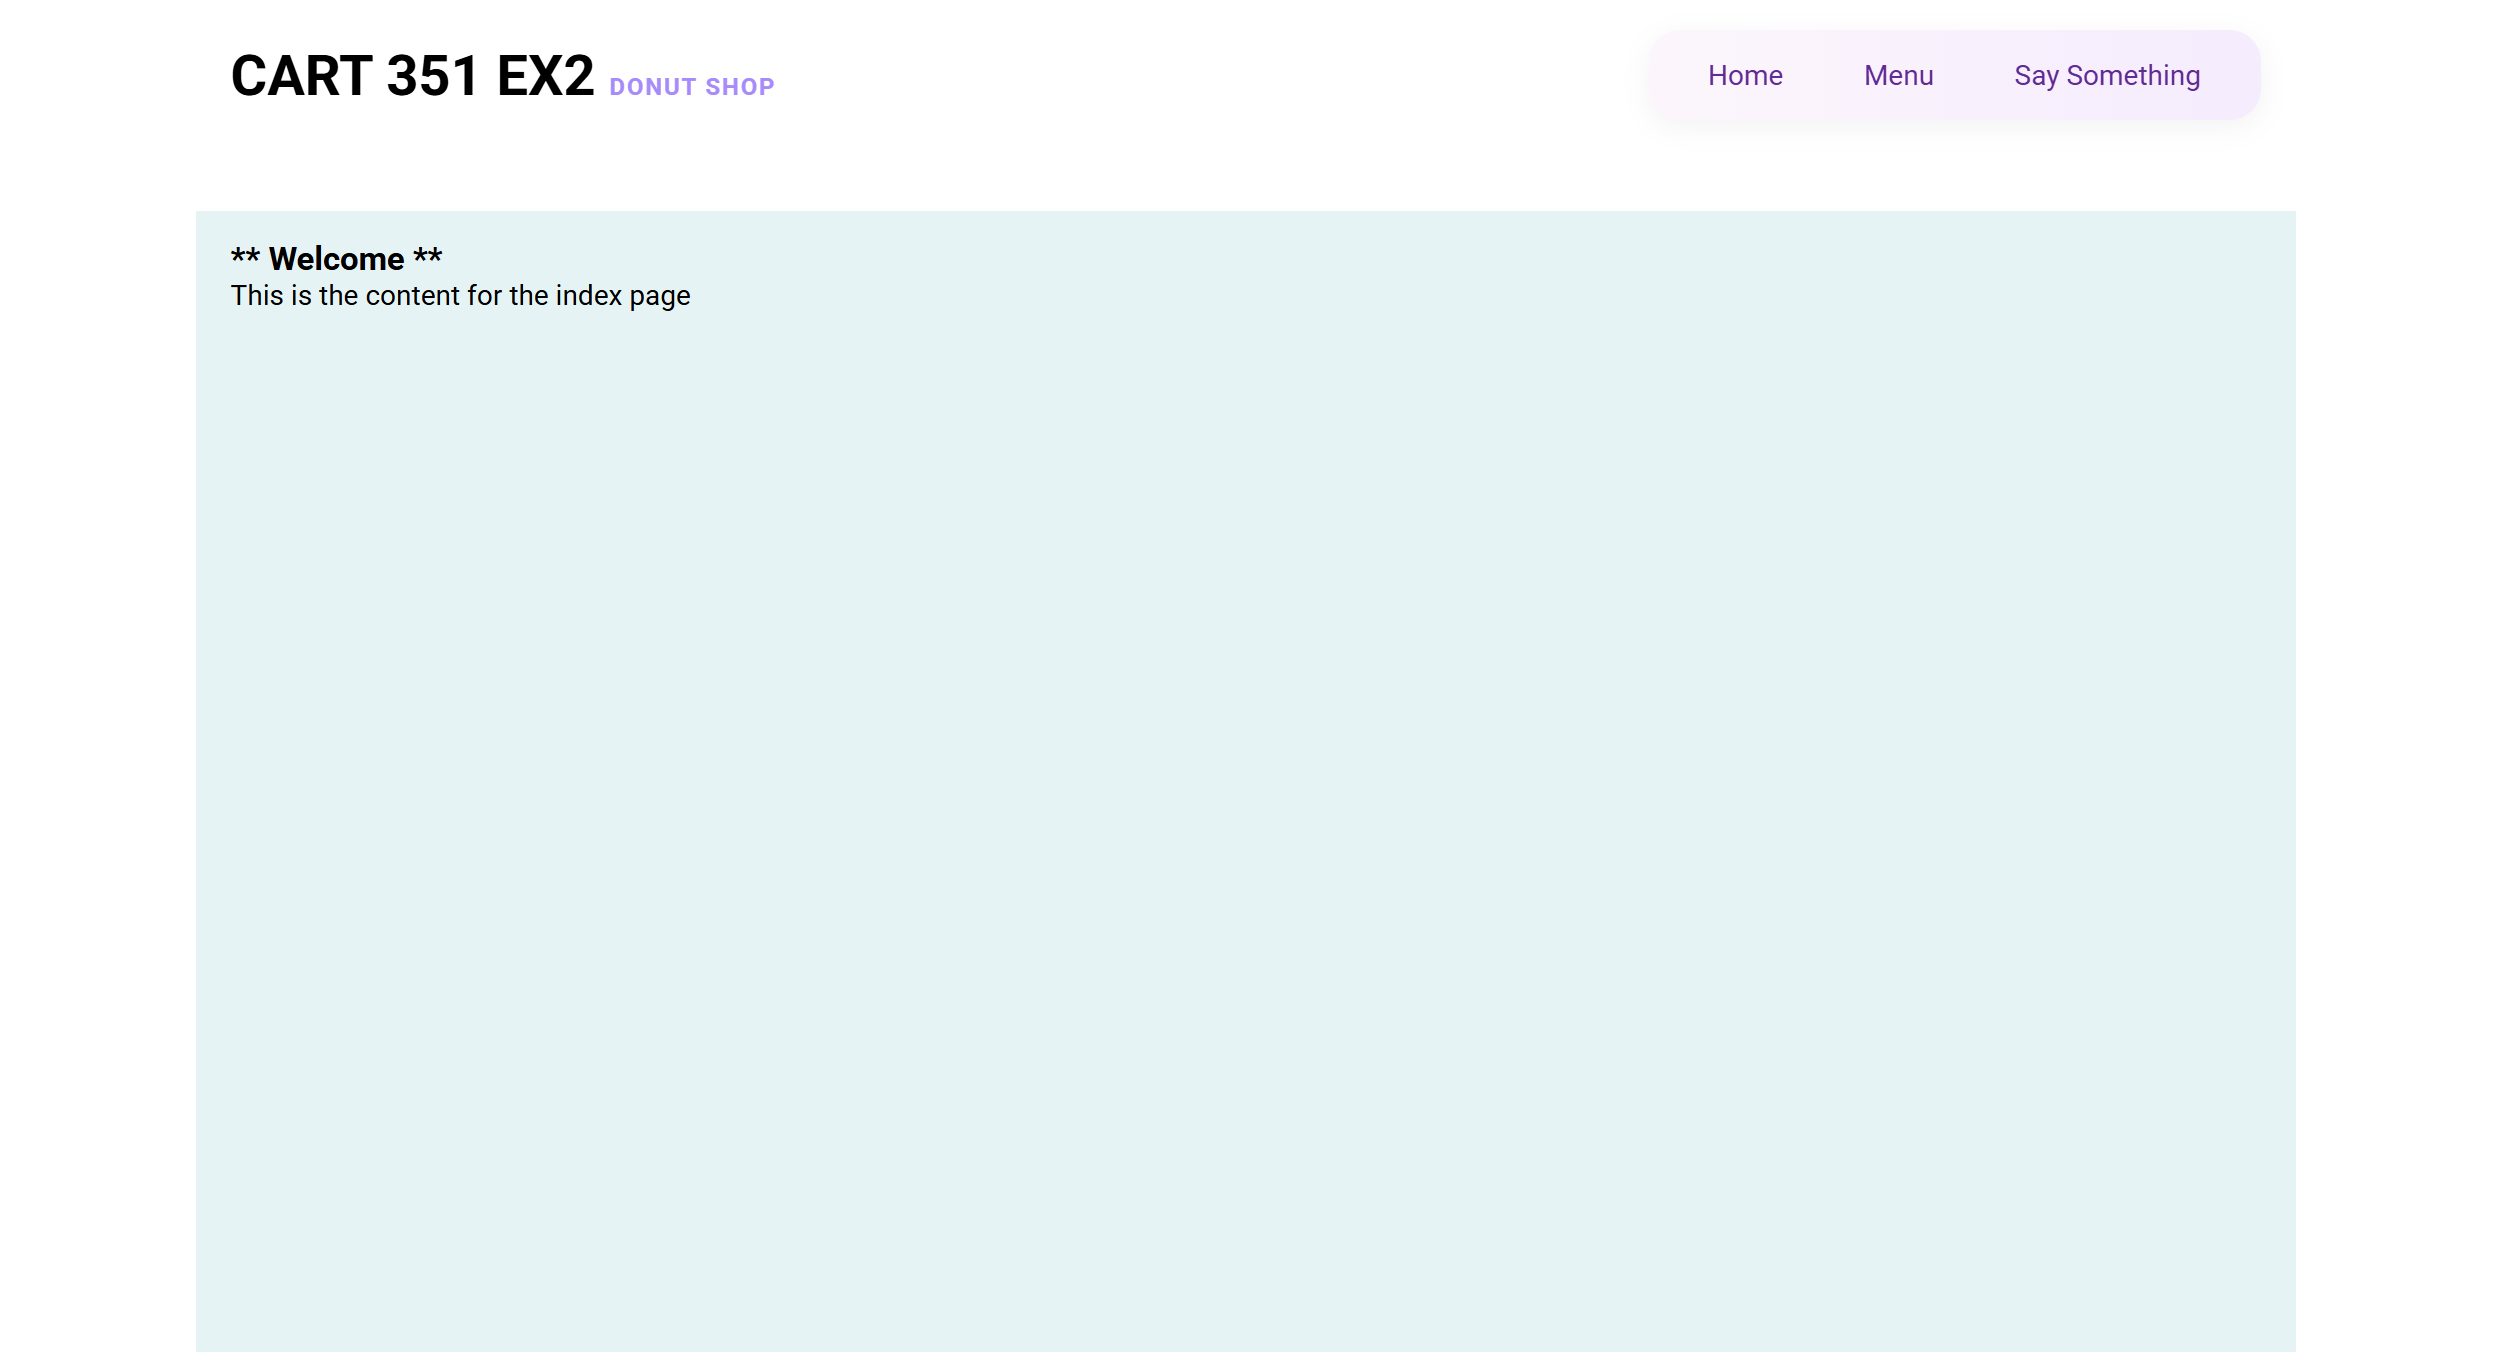 CART 351 EX2 DONUT SHOP
Home Menu Say Something
** Welcome **
This is the content for the index page